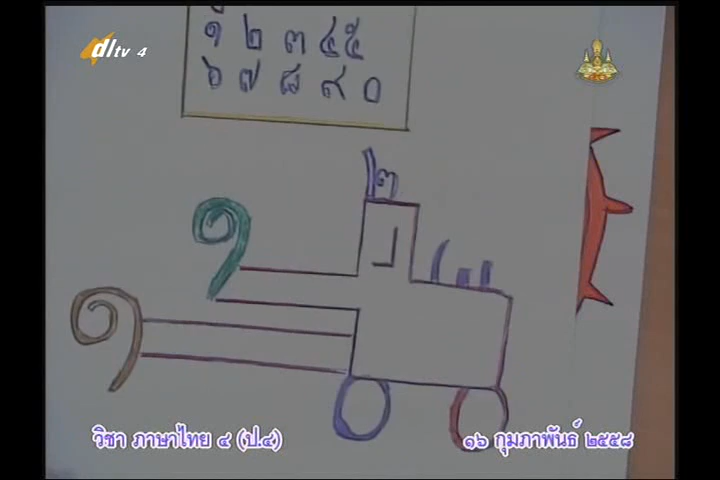 dltv 4
๑ ๒ ๓ ๔ ๕
๖ ๗ ๘ ๙ ๐
๑
๑
วิชา ภาษาไทย ๔ (ป.๔)
๑๖ กุมภาพันธ์ ๒๕๕๘